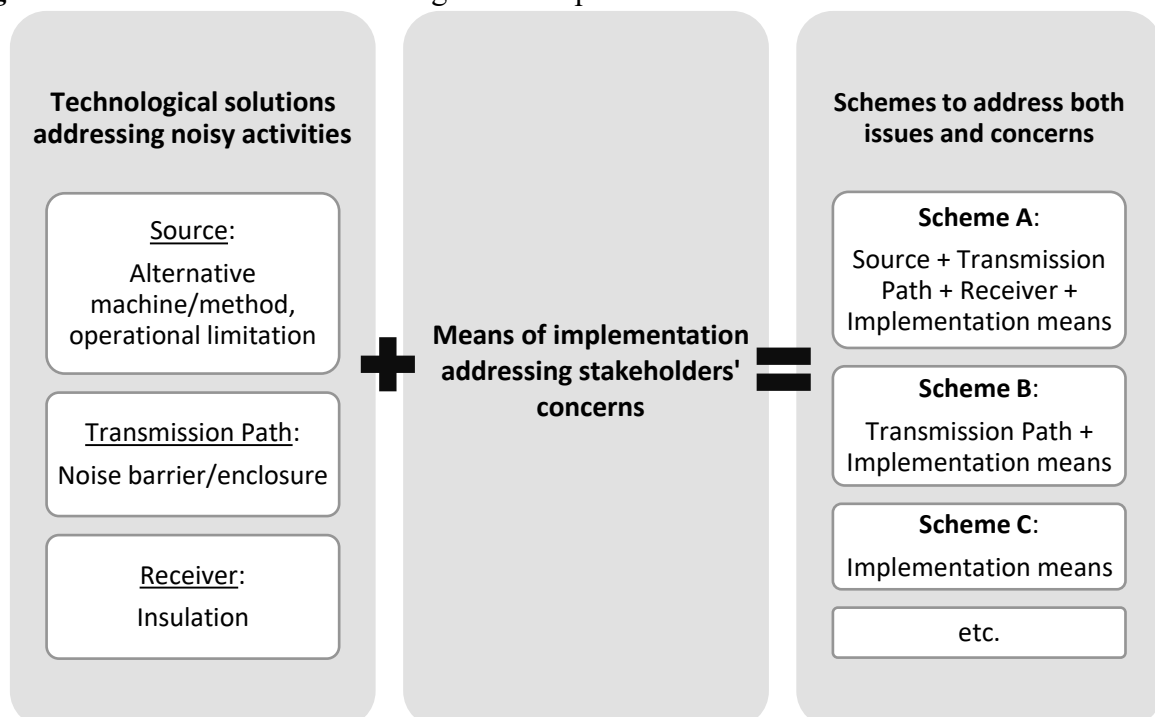 Technological solutions
addressing noisy activities
Source:
Alternative
machine/method,
operational limitation
Transmission Path:
Noise barrier/enclosure
Receiver:
Insulation
Means of implementation
addressing stakeholders'
concerns
Schemes to address both
issues and concerns
Scheme A:
Source + Transmission
Path + Receiver +
Implementation means
Scheme B:
Transmission Path +
Implementation means
Scheme C:
Implementation means
etc.